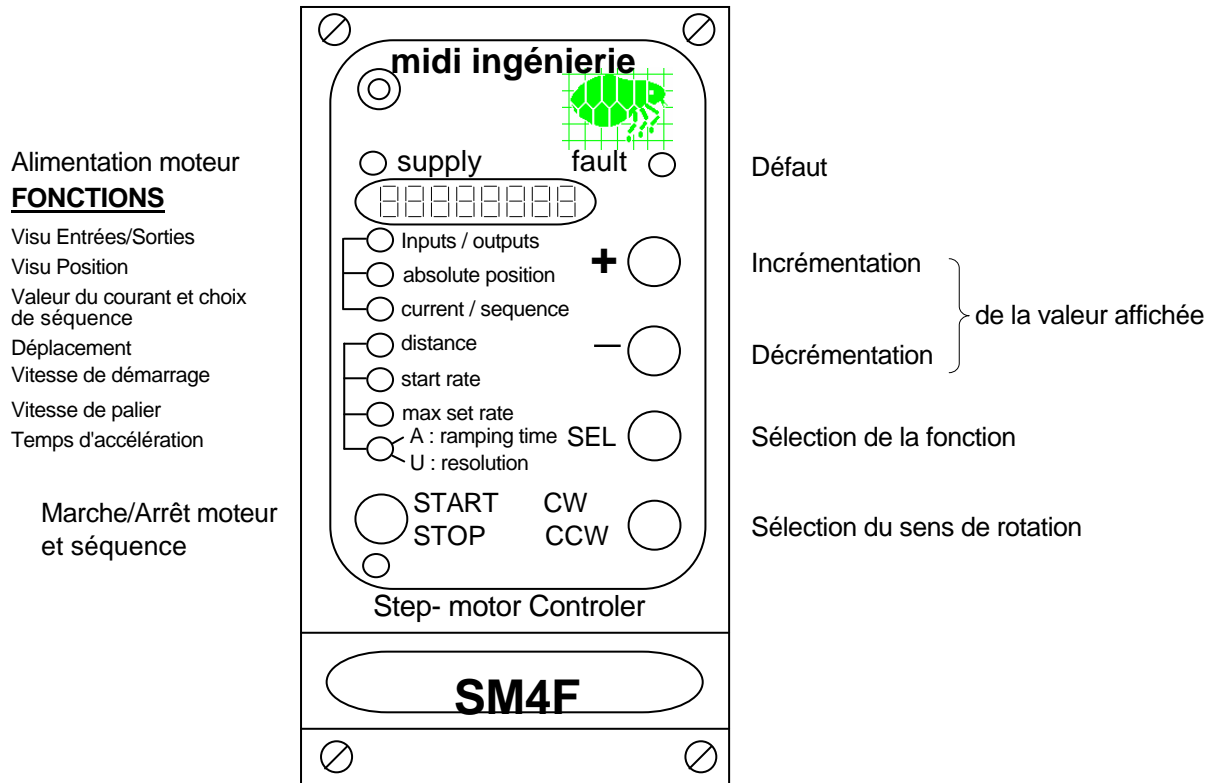 midi ingénierie
Alimentation moteur
supply
fault
Défaut
FONCTIONS
Visu Entrées/Sorties
Inputs / outputs
+
Incrémentation
Visu Position
absolute position
Valeur du courant et choix
de séquence
current / sequence
de la valeur affichée
Déplacement
distance
–
Décrémentation
Vitesse de démarrage
start rate
Vitesse de palier
max set rate
Temps d'accélération
A : ramping time
U : resolution
SEL
Sélection de la fonction
Marche/Arrêt moteur
et séquence
START
STOP
CW
CCW
Sélection du sens de rotation
Step- motor Controler
SM4F